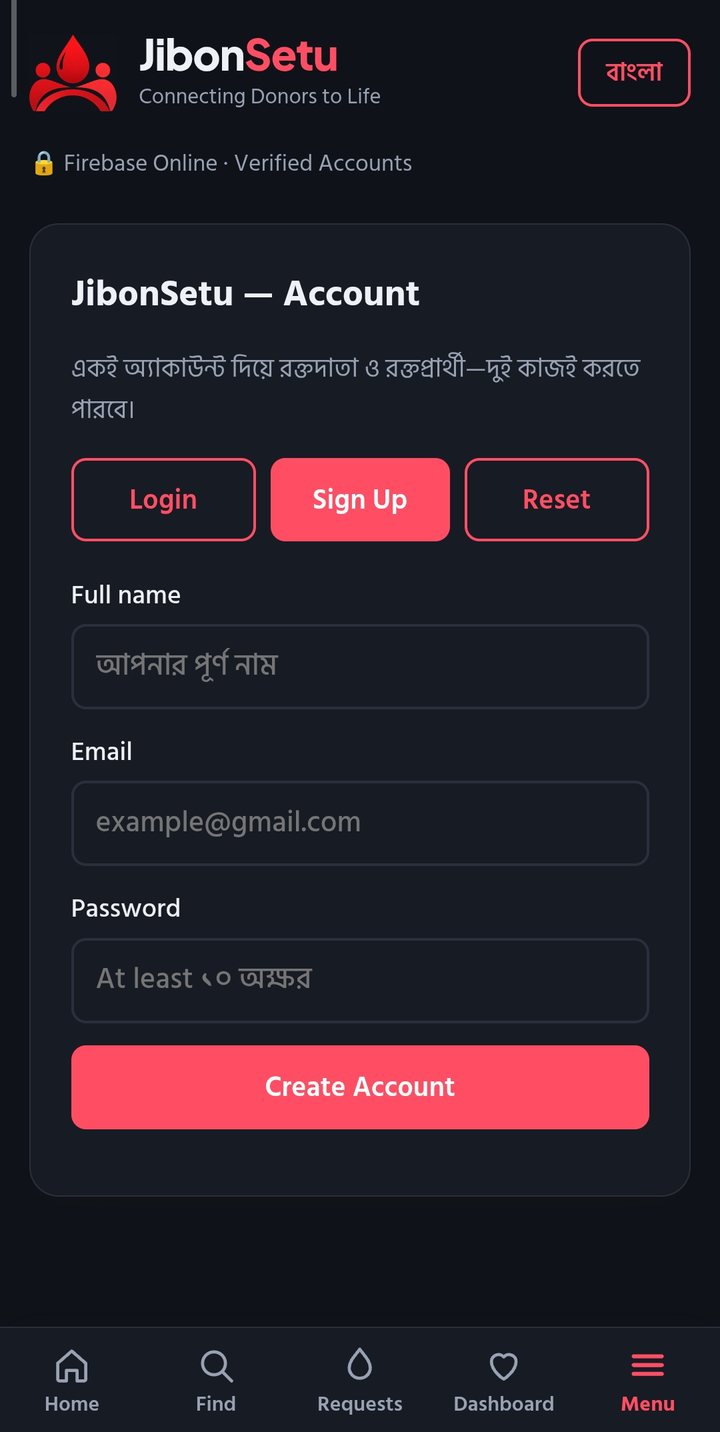 JibonSetu
Connecting Donors to Life
বাংলা
🔒 Firebase Online · Verified Accounts
JibonSetu — Account
একই অ্যাকাউন্ট দিয়ে রক্তদাতা ও রক্তপ্রার্থী—দুই কাজই করতে
পারবে।
Login
Sign Up
Reset
Full name
আপনার পূর্ণ নাম
Email
example@gmail.com
Password
At least ১০ অক্ষর
Create Account
Home
Find
Requests
Dashboard
Menu